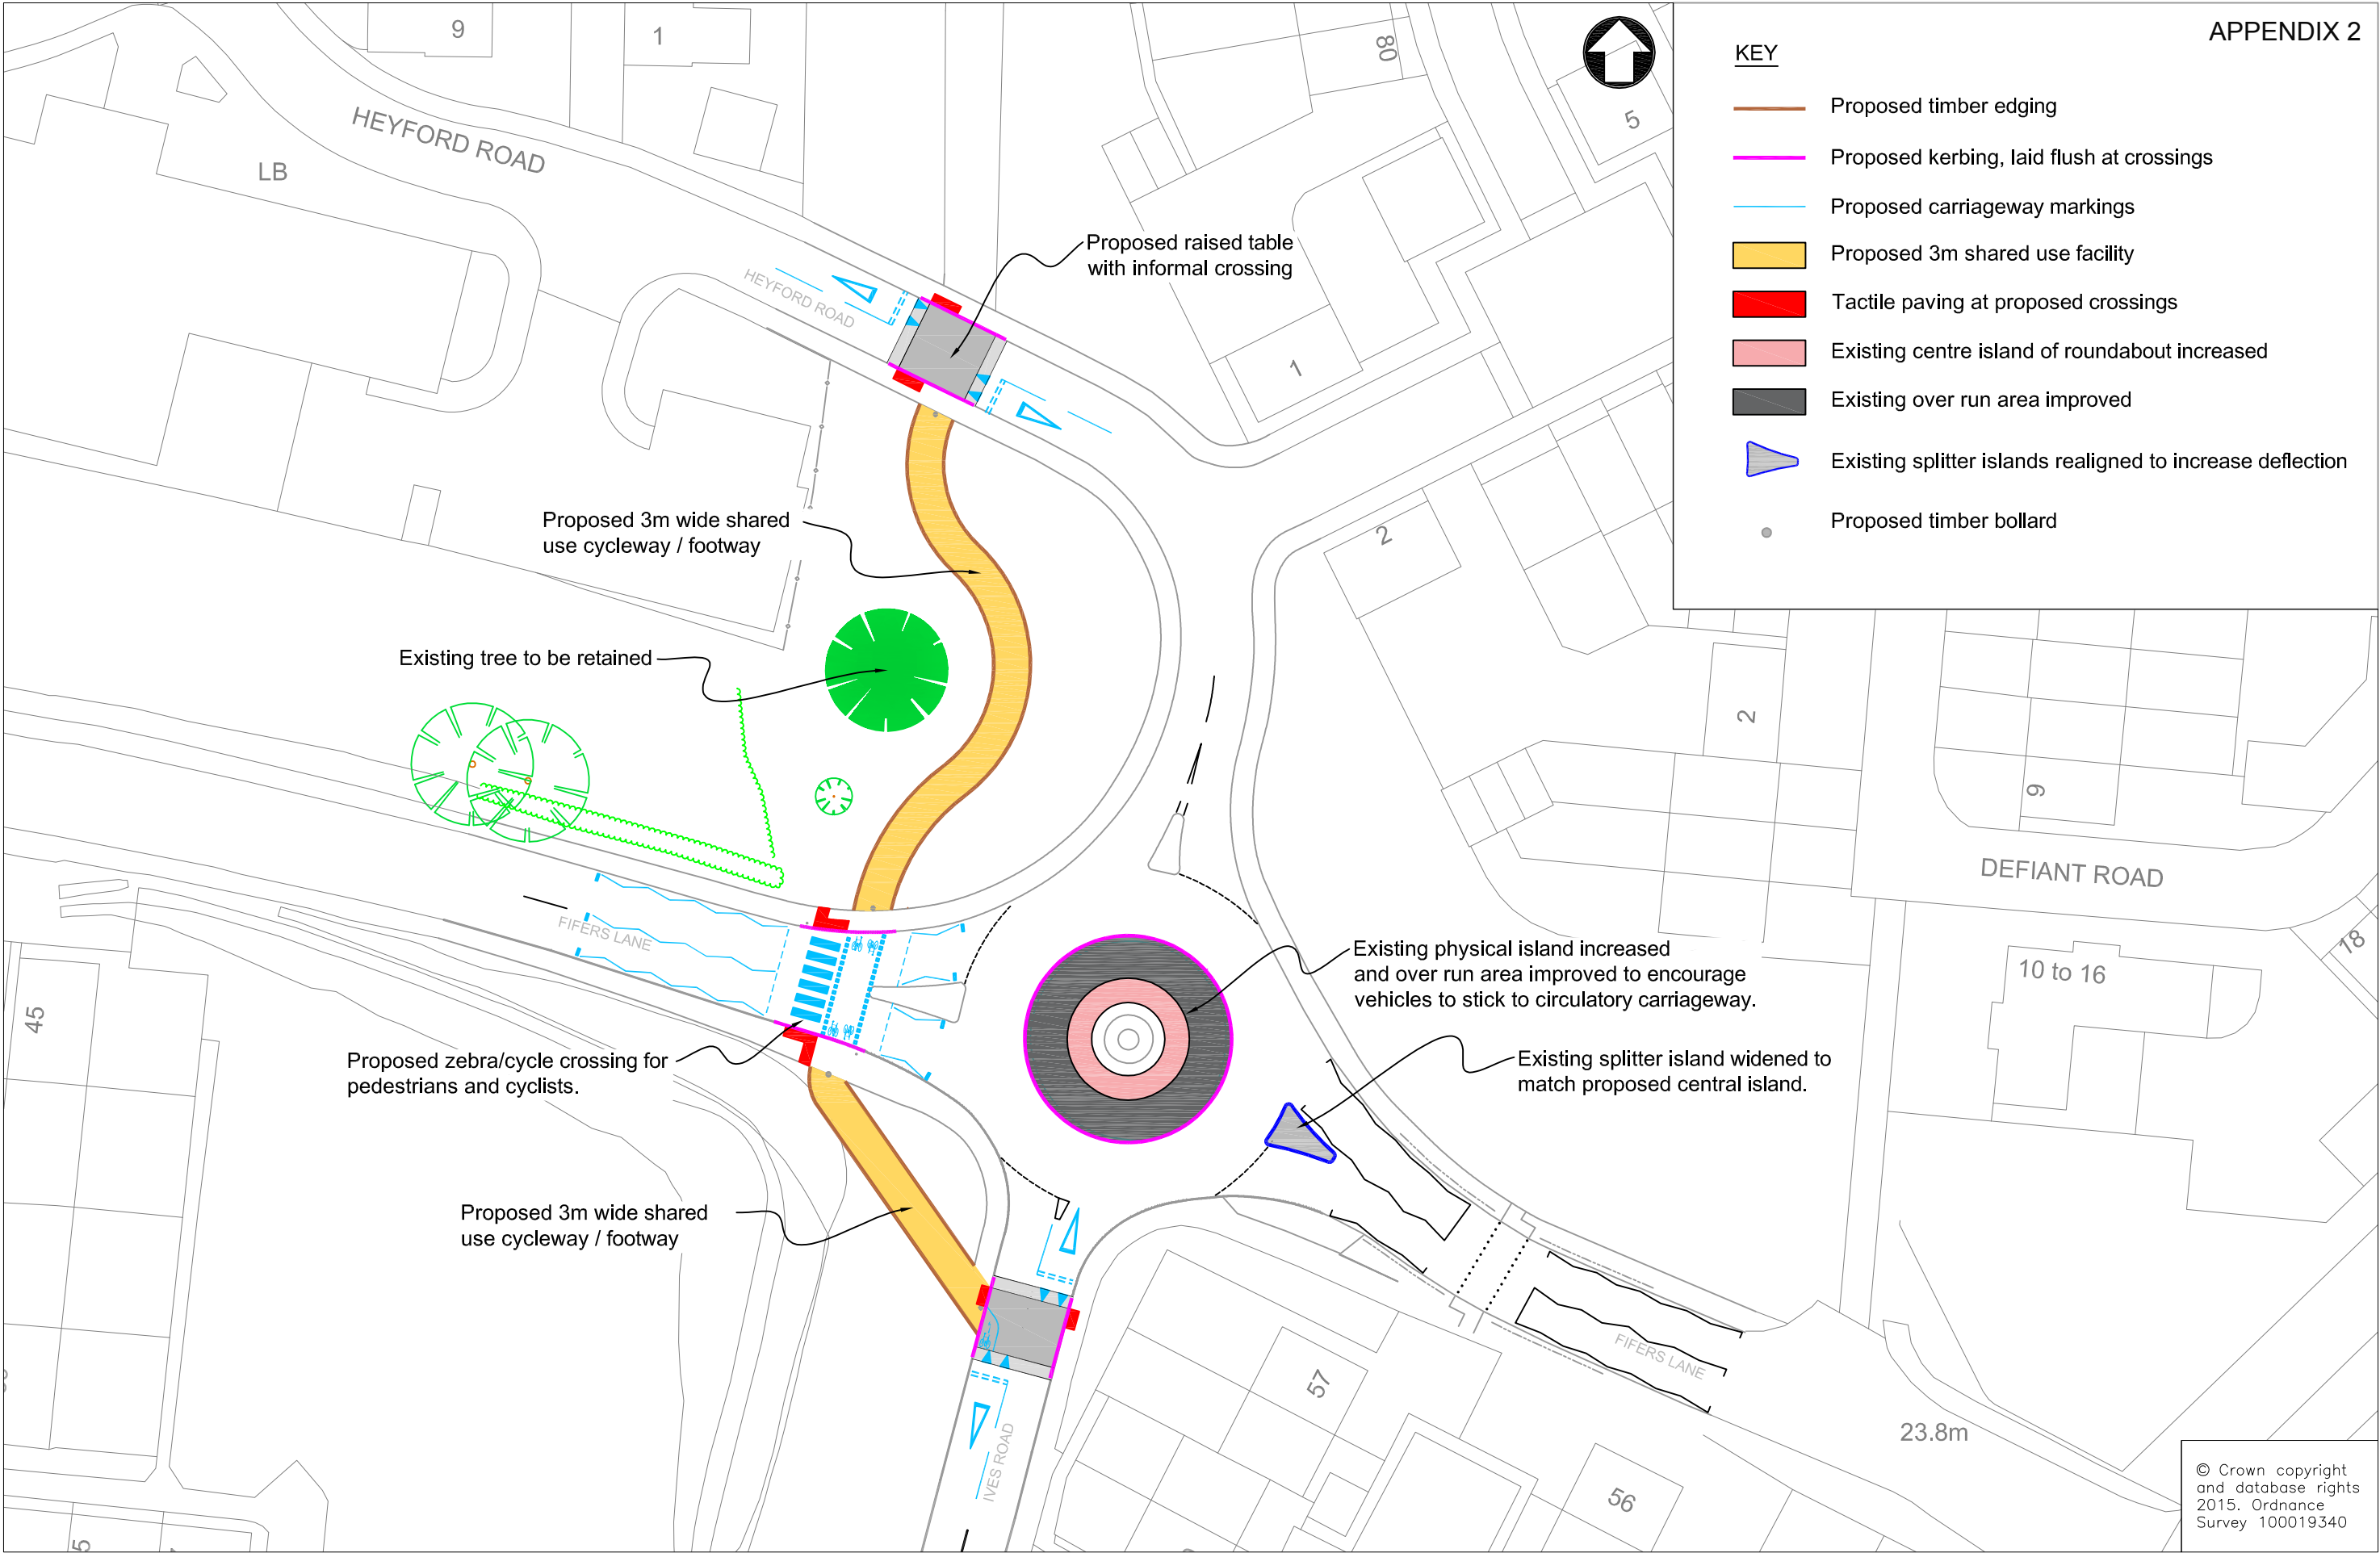 APPENDIX 2
KEY
Proposed timber edging
Proposed kerbing, laid flush at crossings
Proposed carriageway markings
Proposed 3m shared use facility
Tactile paving at proposed crossings
Existing centre island of roundabout increased
Existing over run area improved
Existing splitter islands realigned to increase deflection
Proposed timber bollard
9
1
80
5
HEYFORD ROAD
LB
Proposed raised table
with informal crossing
HEYFORD ROAD
1
Proposed 3m wide shared
use cycleway / footway
2
Existing tree to be retained
2
9
DEFIANT ROAD
FIFERS LANE
Existing physical island increased
and over run area improved to encourage
vehicles to stick to circulatory carriageway.
18
10 to 16
45
Proposed zebra/cycle crossing for
pedestrians and cyclists.
Existing splitter island widened to
match proposed central island.
Proposed 3m wide shared
use cycleway / footway
FIFERS LANE
57
23.8m
IVES ROAD
56
5
© Crown copyright
and database rights
2015. Ordnance
Survey 100019340